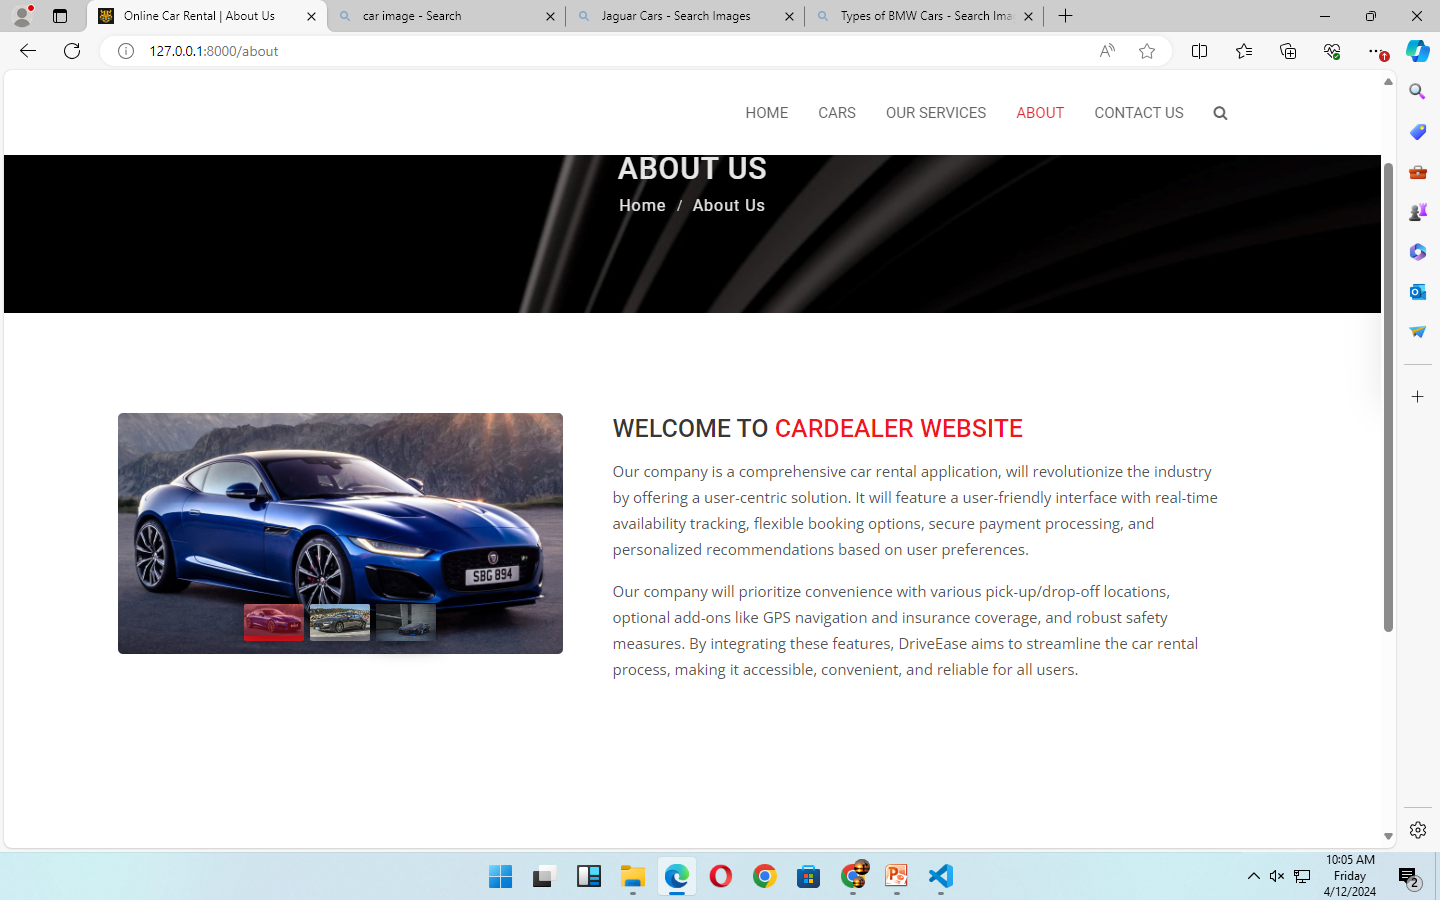 Online Car Rental | About Us
car image - Search
Jaguar Cars - Search Images
Types of BMW Cars - Search Ima
127.0.0.1:8000/about
HOME
CARS
OUR SERVICES
ABOUT
CONTACT US
ABOUT US
Home / About Us
SBG 894
WELCOME TO CARDEALER WEBSITE
Our company is a comprehensive car rental application, will revolutionize the industry
by offering a user-centric solution. It will feature a user-friendly interface with real-time
availability tracking, flexible booking options, secure payment processing, and
personalized recommendations based on user preferences.
Our company will prioritize convenience with various pick-up/drop-off locations,
optional add-ons like GPS navigation and insurance coverage, and robust safety
measures. By integrating these features, DriveEase aims to streamline the car rental
process, making it accessible, convenient, and reliable for all users.
10:05 AM
Friday
4/12/2024
2